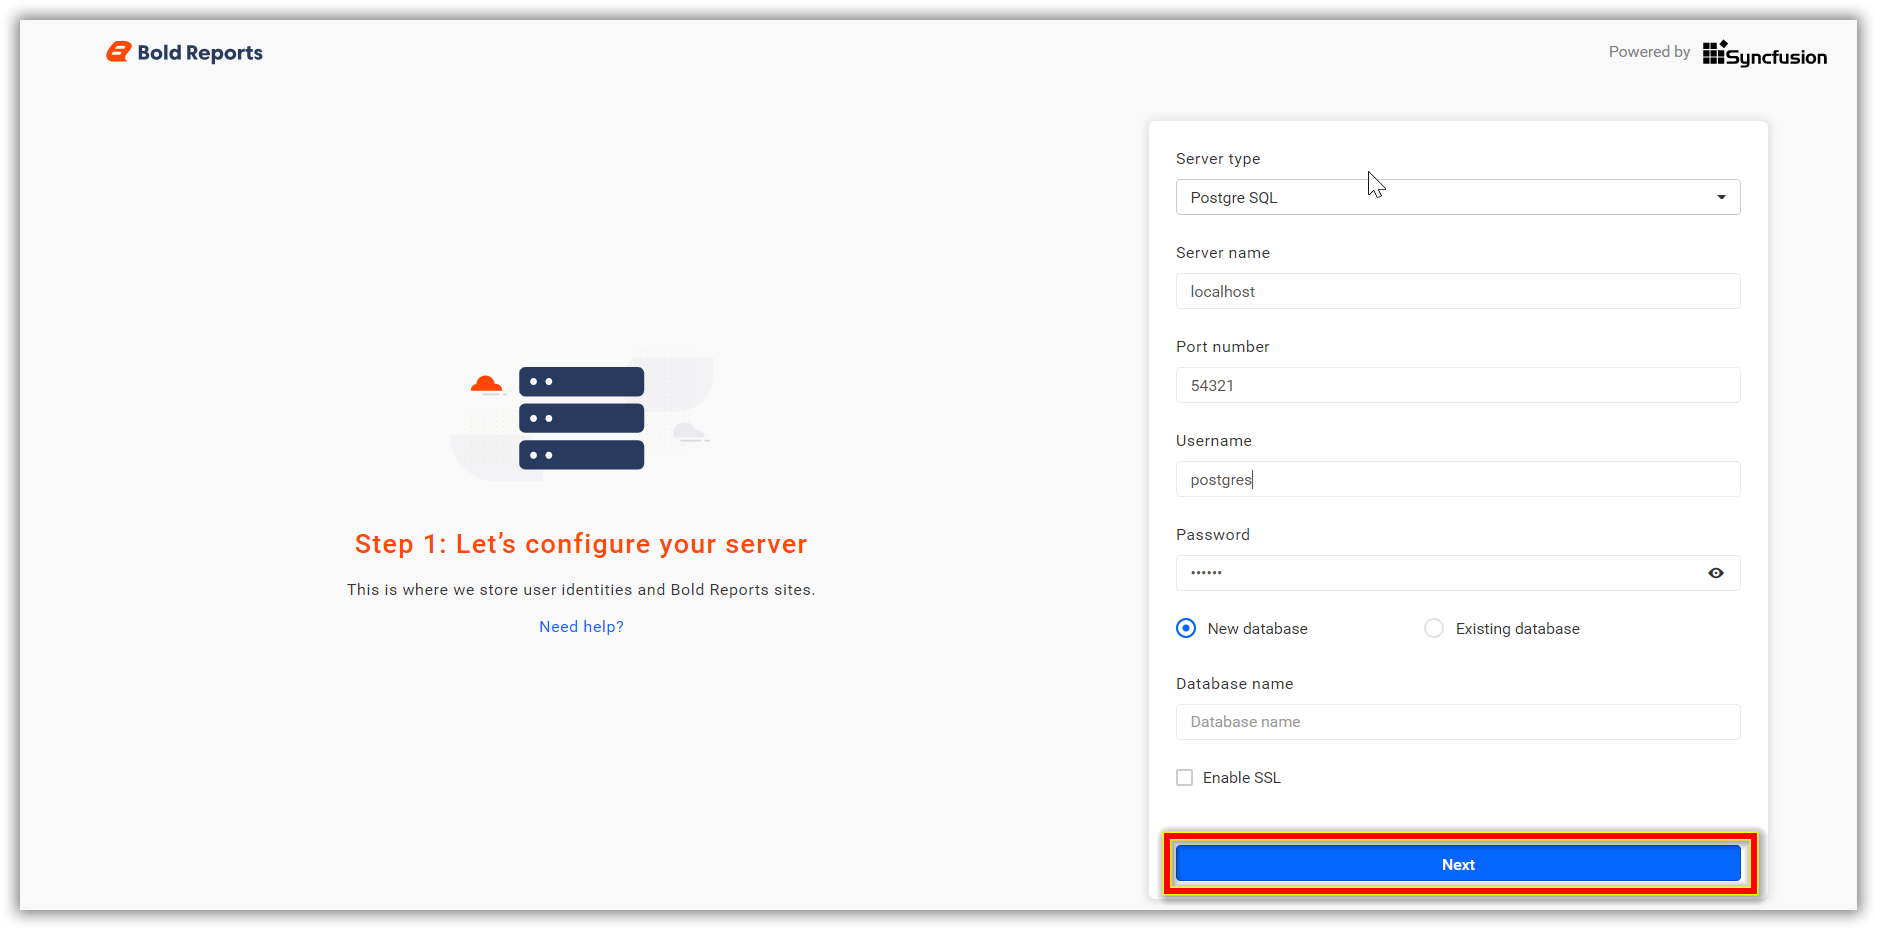 Bold Reports
Powered by Syncfusion
Step 1: Let’s configure your server
This is where we store user identities and Bold Reports sites.
Need help?
Server type
Postgre SQL
Server name
localhost
Port number
54321
Username
postgres
Password
••••••
New database
Existing database
Database name
Database name
Enable SSL
Next